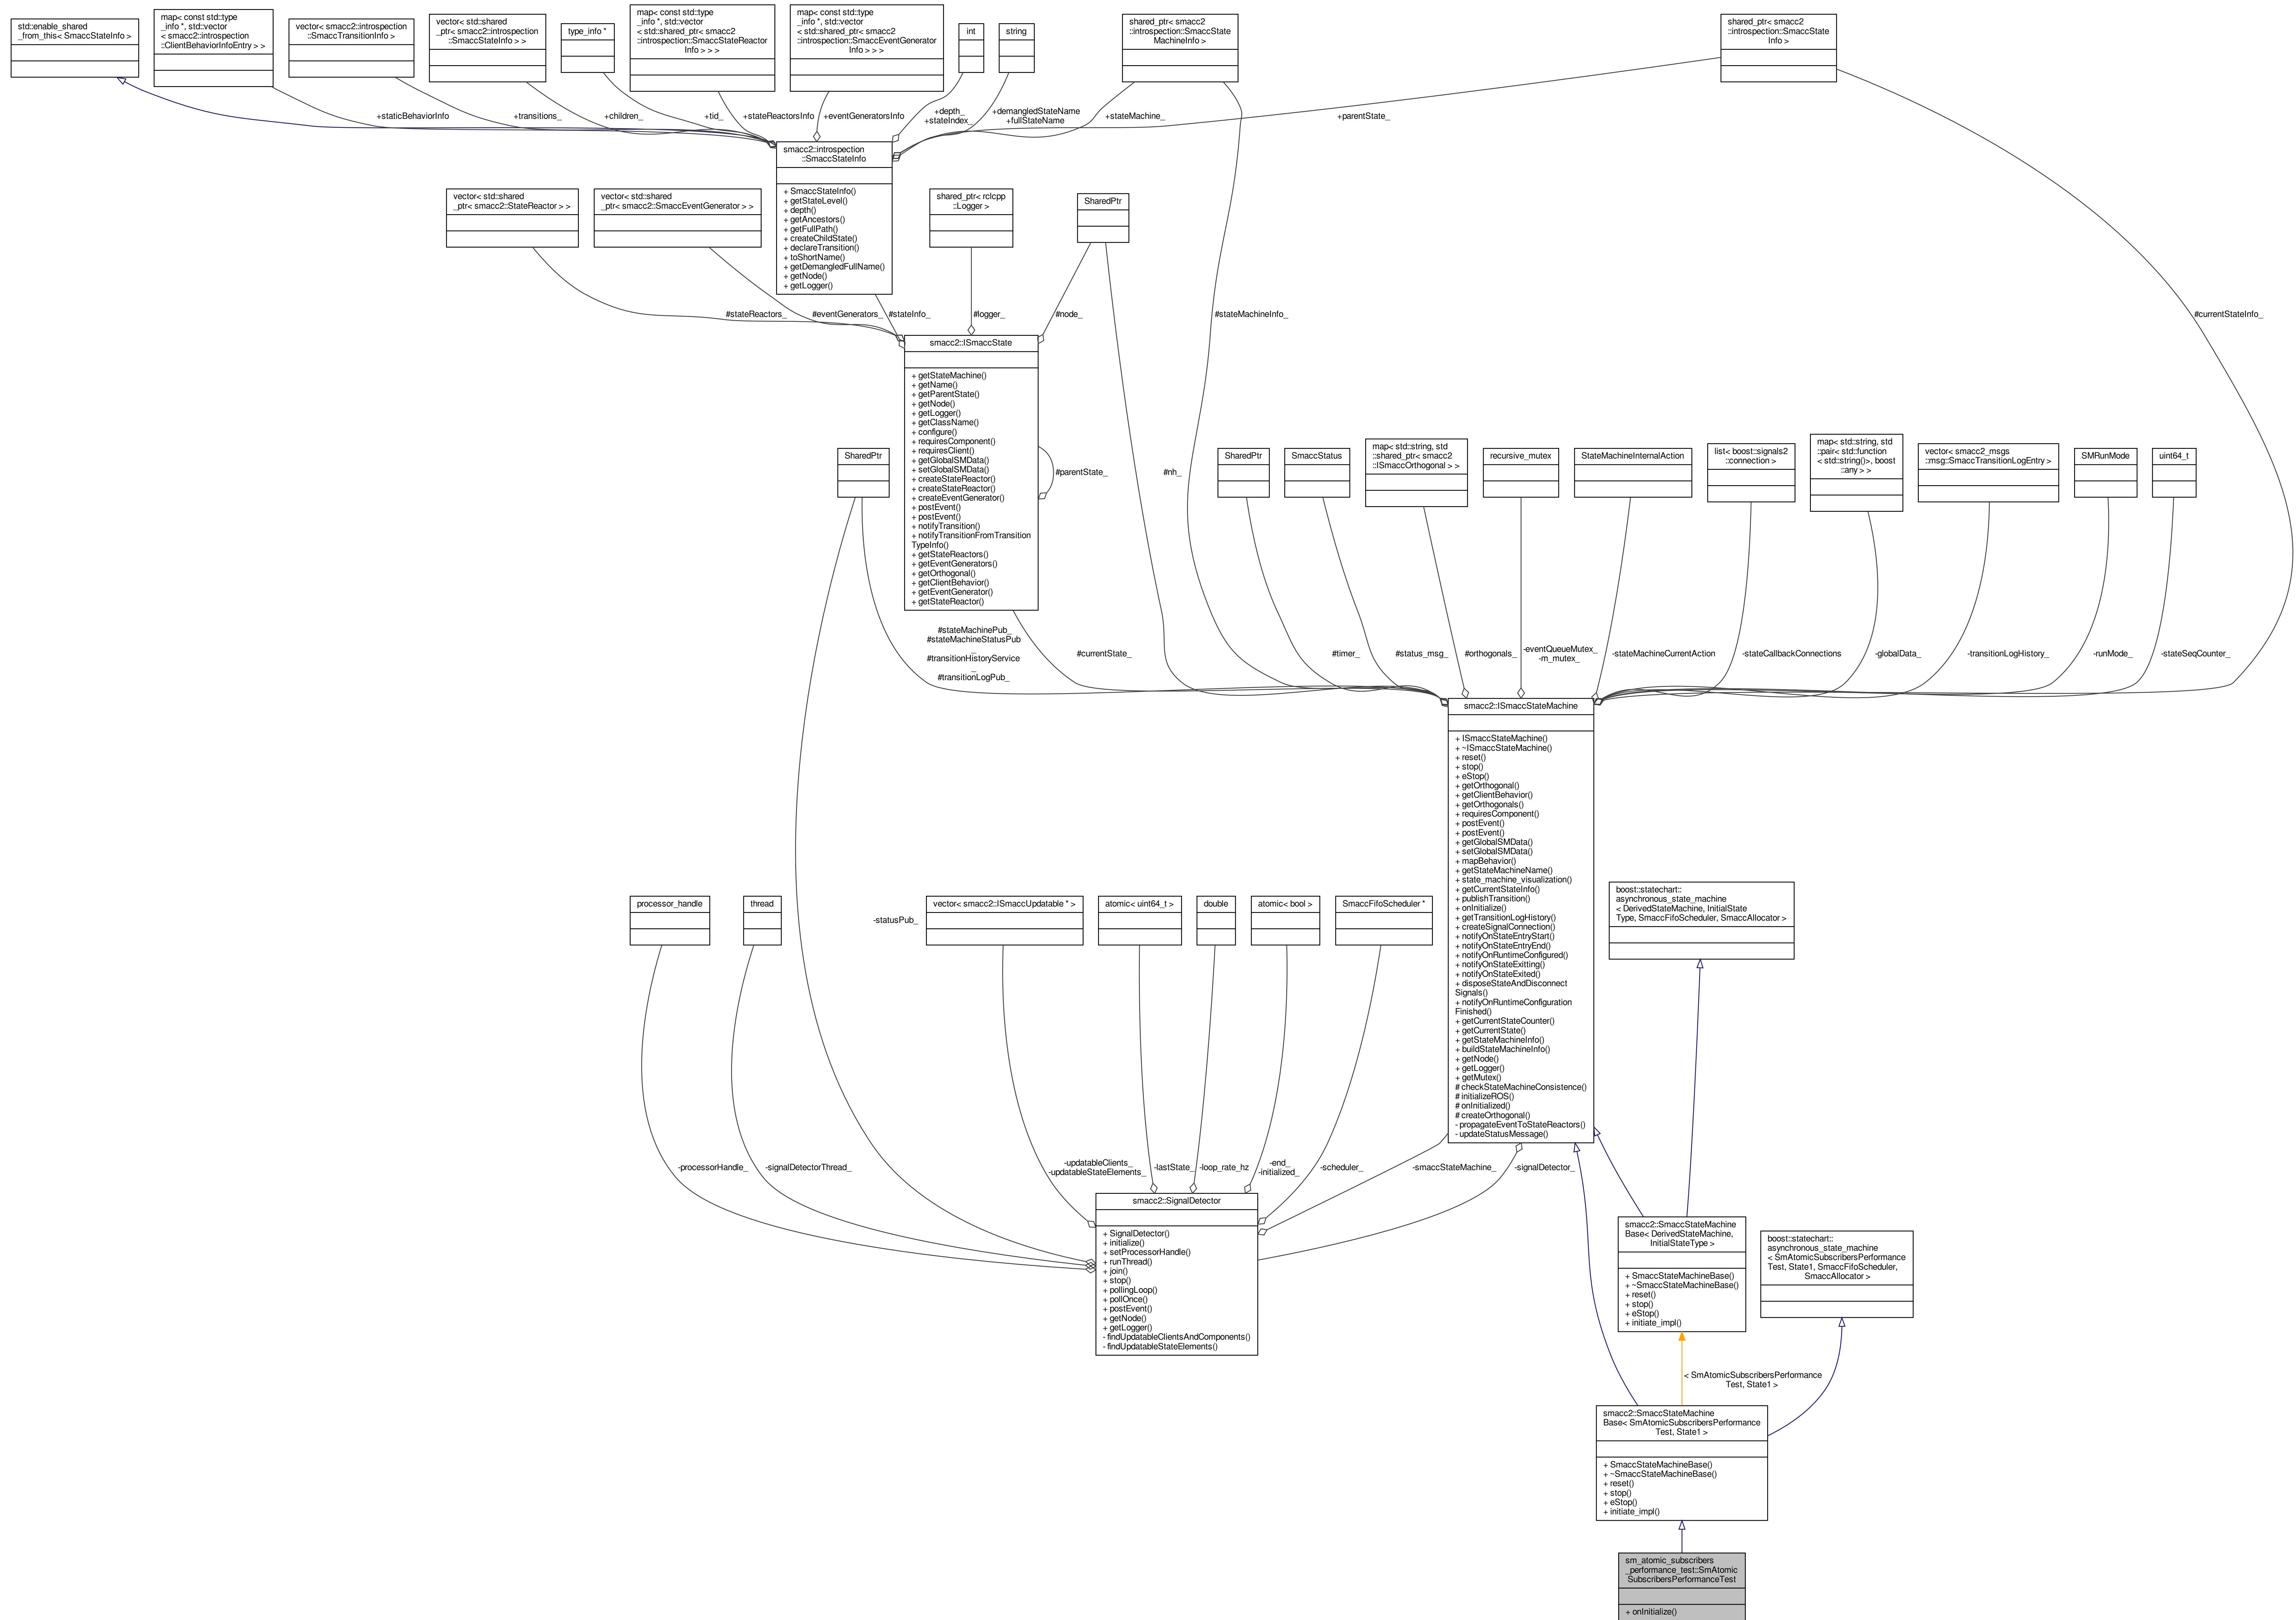 std::enable_shared
_from_this< SmaccStateInfo >
map< const std::type
_info *, std::vector
< smacc2::introspection
::ClientBehaviorInfoEntry > >
vector< smacc2::introspection
::SmaccTransitionInfo >
vector< std::shared
_ptr< smacc2::introspection
::SmaccStateInfo > >
type_info *
map< const std::type
_info *, std::vector
< std::shared_ptr< smacc2
::introspection::SmaccStateReactor
Info > > >
map< const std::type
_info *, std::vector
< std::shared_ptr< smacc2
::introspection::SmaccEventGenerator
Info > > >
int
string
shared_ptr< smacc2
::introspection::SmaccState
MachineInfo >
shared_ptr< smacc2
::introspection::SmaccState
Info >
+staticBehaviorInfo
+transitions_
+children_
+tid_
+stateReactorsInfo
+eventGeneratorsInfo
+depth_
+stateIndex_
+demangledStateName
+fullStateName
+stateMachine_
+parentState_
smacc2::introspection
::SmaccStateInfo
+ SmaccStateInfo()
+ getStateLevel()
+ depth()
+ getAncestors()
+ getFullPath()
+ createChildState()
+ declareTransition()
+ toShortName()
+ getDemangledFullName()
+ getNode()
+ getLogger()
vector< std::shared
_ptr< smacc2::StateReactor > >
vector< std::shared
_ptr< smacc2::SmaccEventGenerator > >
shared_ptr< rclcpp
::Logger >
SharedPtr
#stateReactors_
#eventGenerators_
#stateInfo_
#logger_
#node_
#stateMachineInfo_
#currentStateInfo_
smacc2::ISmaccState
+ getStateMachine()
+ getName()
+ getParentState()
+ getNode()
+ getLogger()
+ getClassName()
+ configure()
+ requiresComponent()
+ requiresClient()
+ getGlobalSMData()
+ setGlobalSMData()
+ createStateReactor()
+ createStateReactor()
+ createEventGenerator()
+ postEvent()
+ postEvent()
+ notifyTransition()
+ notifyTransitionFromTransition
TypeInfo()
+ getStateReactors()
+ getEventGenerators()
+ getOrthogonal()
+ getClientBehavior()
+ getEventGenerator()
+ getStateReactor()
#parentState_
#nh_
SharedPtr
SharedPtr
SmaccStatus
map< std::string, std
::shared_ptr< smacc2
::ISmaccOrthogonal > >
recursive_mutex
StateMachineInternalAction
list< boost::signals2
::connection >
map< std::string, std
::pair< std::function
< std::string()>, boost
::any > >
vector< smacc2_msgs
::msg::SmaccTransitionLogEntry >
SMRunMode
uint64_t
#stateMachinePub_
#stateMachineStatusPub
_
#transitionHistoryService
_
#transitionLogPub_
#currentState_
#timer_
#status_msg_
#orthogonals_
-eventQueueMutex_
-m_mutex_
-stateMachineCurrentAction
-stateCallbackConnections
-globalData_
-transitionLogHistory_
-runMode_
-stateSeqCounter_
smacc2::ISmaccStateMachine
+ ISmaccStateMachine()
+ ~ISmaccStateMachine()
+ reset()
+ stop()
+ eStop()
+ getOrthogonal()
+ getClientBehavior()
+ getOrthogonals()
+ requiresComponent()
+ postEvent()
+ postEvent()
+ getGlobalSMData()
+ setGlobalSMData()
+ mapBehavior()
+ getStateMachineName()
+ state_machine_visualization()
+ getCurrentStateInfo()
+ publishTransition()
+ onInitialize()
+ getTransitionLogHistory()
+ createSignalConnection()
+ notifyOnStateEntryStart()
+ notifyOnStateEntryEnd()
+ notifyOnRuntimeConfigured()
+ notifyOnStateExitting()
+ notifyOnStateExited()
+ disposeStateAndDisconnect
Signals()
+ notifyOnRuntimeConfiguration
Finished()
+ getCurrentStateCounter()
+ getCurrentState()
+ getStateMachineInfo()
+ buildStateMachineInfo()
+ getNode()
+ getLogger()
+ getMutex()
# checkStateMachineConsistence()
# initializeROS()
# onInitialized()
# createOrthogonal()
- propagateEventToStateReactors()
- updateStatusMessage()
processor_handle
thread
-statusPub_
vector< smacc2::ISmaccUpdatable * >
atomic< uint64_t >
double
atomic< bool >
SmaccFifoScheduler *
boost::statechart::
asynchronous_state_machine
< DerivedStateMachine, InitialState
Type, SmaccFifoScheduler, SmaccAllocator >
-processorHandle_
-signalDetectorThread_
-updatableClients_
-updatableStateElements_
-lastState_
-loop_rate_hz
-end_
-initialized_
-scheduler_
-smaccStateMachine_
-signalDetector_
smacc2::SignalDetector
+ SignalDetector()
+ initialize()
+ setProcessorHandle()
+ runThread()
+ join()
+ stop()
+ pollingLoop()
+ pollOnce()
+ postEvent()
+ getNode()
+ getLogger()
- findUpdatableClientsAndComponents()
- findUpdatableStateElements()
smacc2::SmaccStateMachine
Base< DerivedStateMachine,
InitialStateType >
+ SmaccStateMachineBase()
+ ~SmaccStateMachineBase()
+ reset()
+ stop()
+ eStop()
+ initiate_impl()
boost::statechart::
asynchronous_state_machine
< SmAtomicSubscribersPerformance
Test, State1, SmaccFifoScheduler,
SmaccAllocator >
< SmAtomicSubscribersPerformance
Test, State1 >
smacc2::SmaccStateMachine
Base< SmAtomicSubscribersPerformance
Test, State1 >
+ SmaccStateMachineBase()
+ ~SmaccStateMachineBase()
+ reset()
+ stop()
+ eStop()
+ initiate_impl()
sm_atomic_subscribers
_performance_test::SmAtomic
SubscribersPerformanceTest
+ onInitialize()